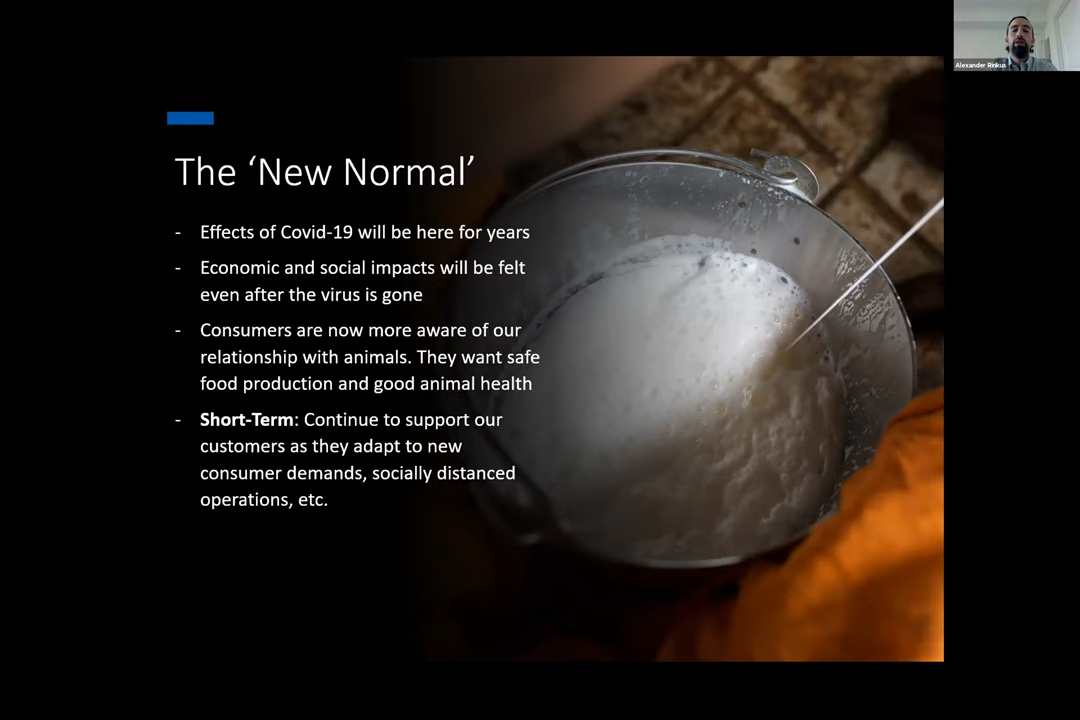 Alexander Rinkus
The ‘New Normal’
- Effects of Covid-19 will be here for years
- Economic and social impacts will be felt
even after the virus is gone
- Consumers are now more aware of our
relationship with animals. They want safe
food production and good animal health
- Short-Term: Continue to support our
customers as they adapt to new
consumer demands, socially distanced
operations, etc.